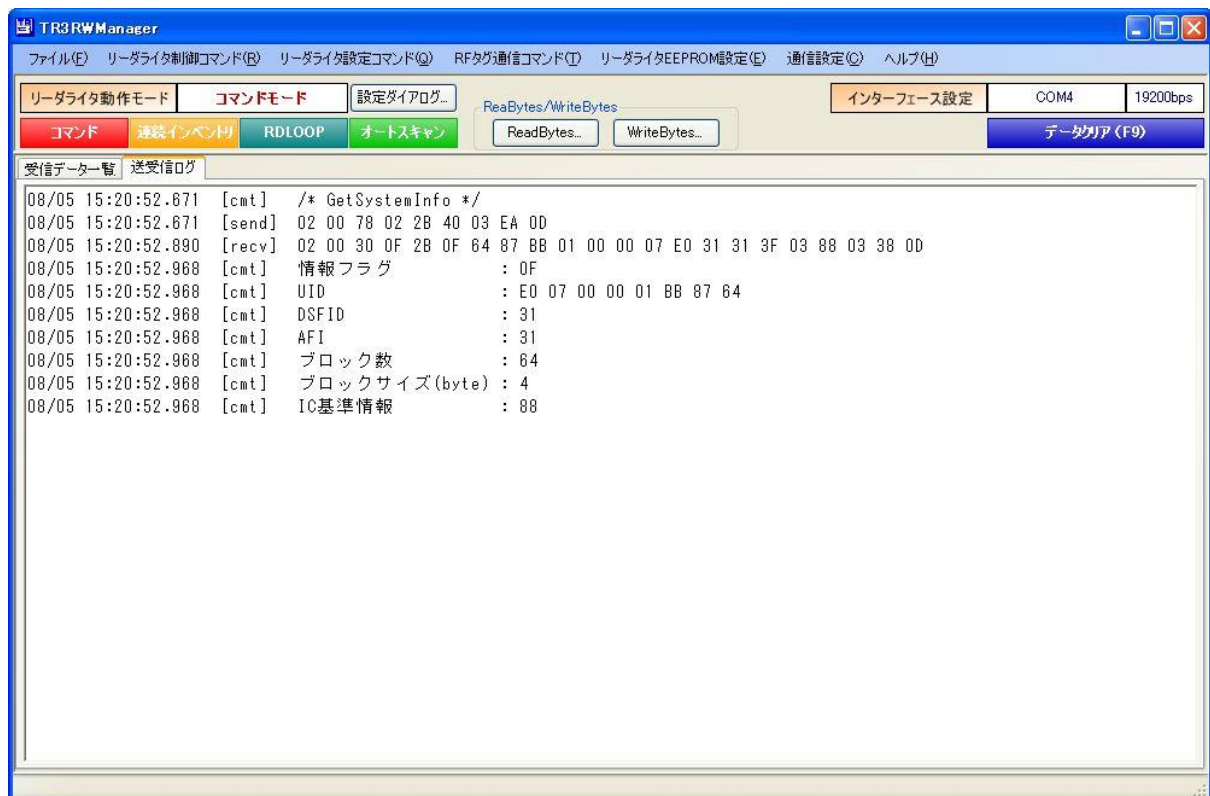 TR3RWManager
ファイル(F) リーダライタ制御コマンド(R) リーダライタ設定コマンド(Q) RFタグ通信コマンド(T) リーダライタEEPROM設定(E) 通信設定(C) ヘルプ(H)
リーダライタ動作モード コマンドモード 設定ダイアログ... ReaBytes/WriteBytes インターフェース設定 COM4 19200bps
コマンド 連続インベントリ RDLOOP オートスキャン ReadBytes... WriteBytes... データクリア(F9)
受信データ一覧 送受信ログ
08/05 15:20:52.671 [cmt] /* GetSystemInfo */
08/05 15:20:52.671 [send] 02 00 78 02 2B 40 03 EA 0D
08/05 15:20:52.890 [recv] 02 00 30 0F 2B 0F 64 87 BB 01 00 00 07 E0 31 31 3F 03 88 03 38 0D
08/05 15:20:52.968 [cmt] 情報フラグ : 0F
08/05 15:20:52.968 [cmt] UID : E0 07 00 00 01 BB 87 64
08/05 15:20:52.968 [cmt] DSFID : 31
08/05 15:20:52.968 [cmt] AFI : 31
08/05 15:20:52.968 [cmt] ブロック数 : 64
08/05 15:20:52.968 [cmt] ブロックサイズ(byte) : 4
08/05 15:20:52.968 [cmt] IC基準情報 : 88